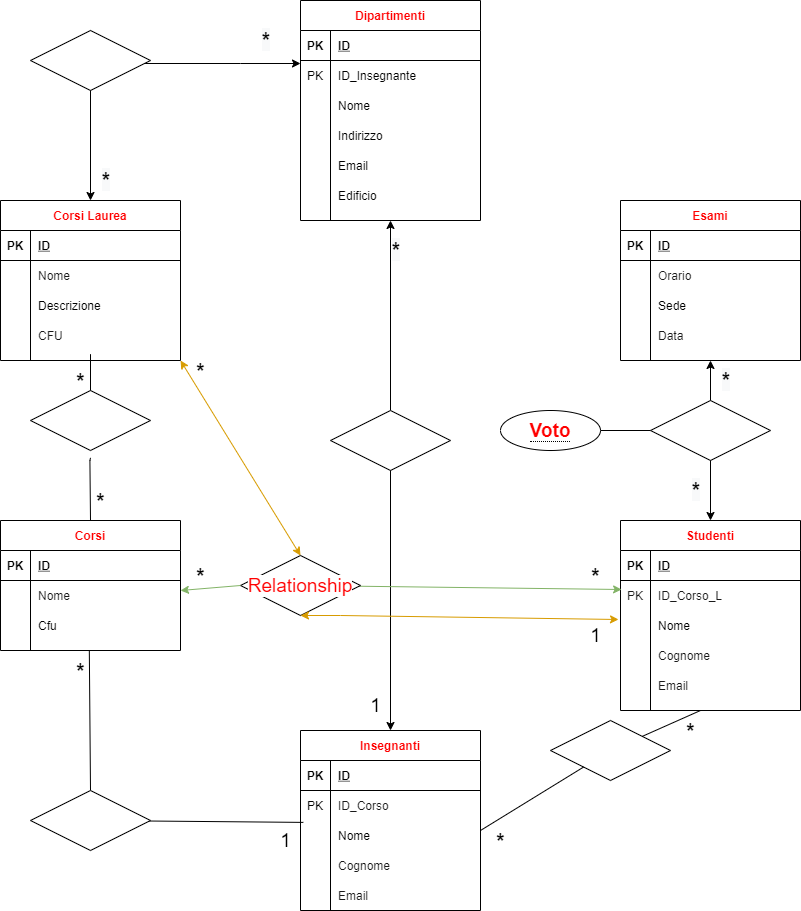 Dipartimenti
PK ID
PK ID_Insegnante
Nome
Indirizzo
Email
Edificio
*
*
*
Corsi Laurea
PK ID
Nome
Descrizione
CFU
Esami
PK ID
Orario
Sede
Data
*
*
*
Voto
*
*
Corsi
PK ID
Nome
Cfu
Studenti
PK ID
PK ID_Corso_L
Nome
Cognome
Email
*
Relationship
*
1
*
1
*
Insegnanti
PK ID
PK ID_Corso
Nome
Cognome
Email
1
*